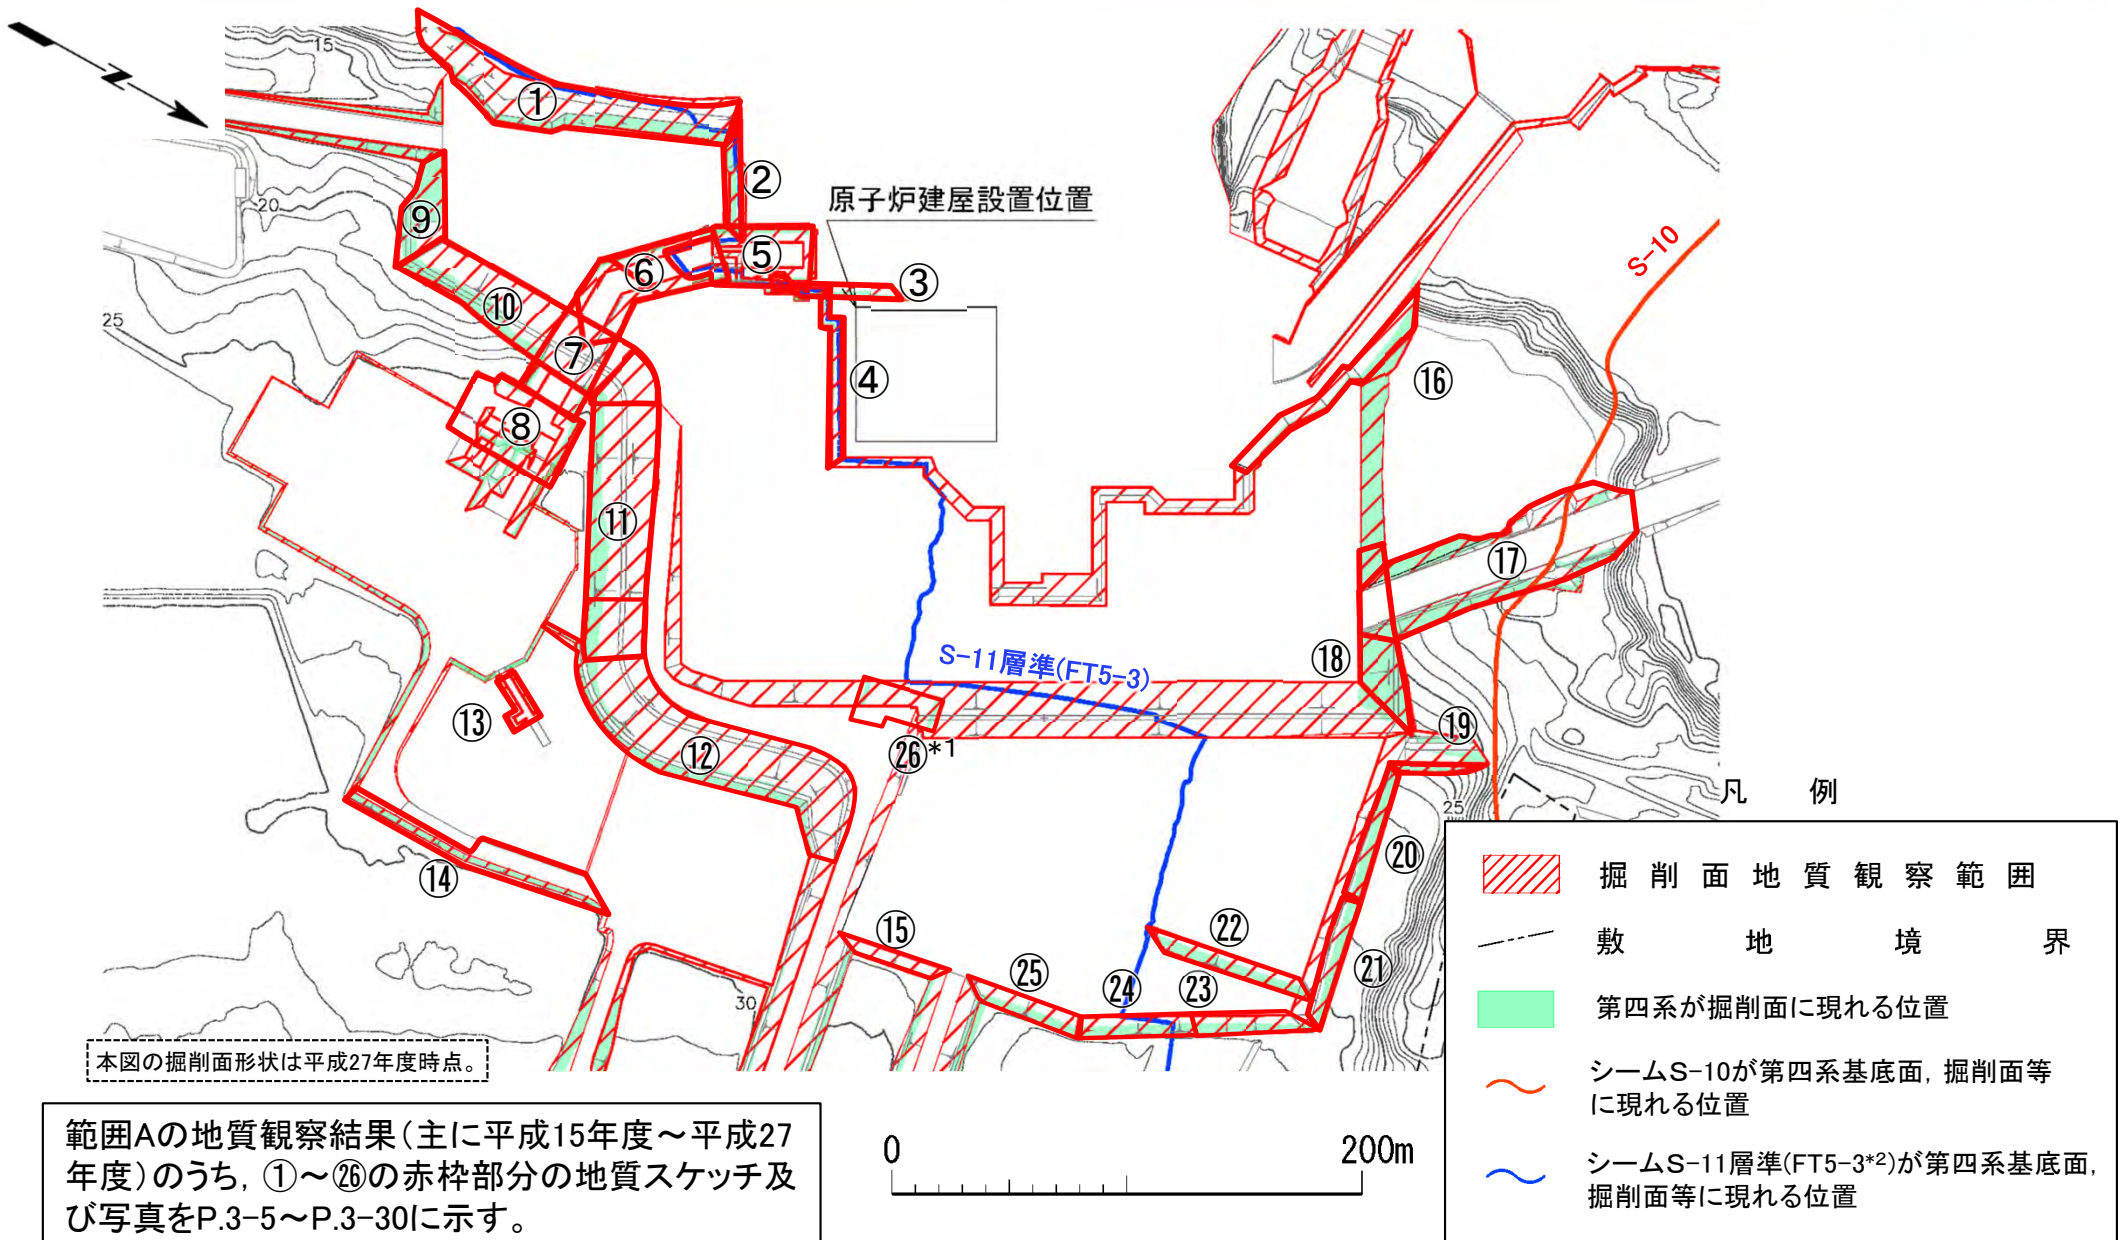 N
15
①
②
原子炉建屋設置位置
S-10
20
⑨
⑥
⑤
③
⑩
25
⑦
④
⑯
⑧
⑪
⑰
S-11層準(FT5-3)
⑱
⑬
⑫
㉖*1
⑲
25
⑳
⑭
⑮
㉒
㉕
㉔
㉓
㉑
30
本図の掘削面形状は平成27年度時点。
範囲Aの地質観察結果(主に平成15年度～平成27
年度)のうち, ①～㉖の赤枠部分の地質スケッチ及
び写真をP.3-5～P.3-30に示す。
0 200m
凡 例
掘削面地質観察範囲
敷地境界
第四系が掘削面に現れる位置
シームS-10が第四系基底面, 掘削面等
に現れる位置
シームS-11層準(FT5-3*2)が第四系基底面,
掘削面等に現れる位置